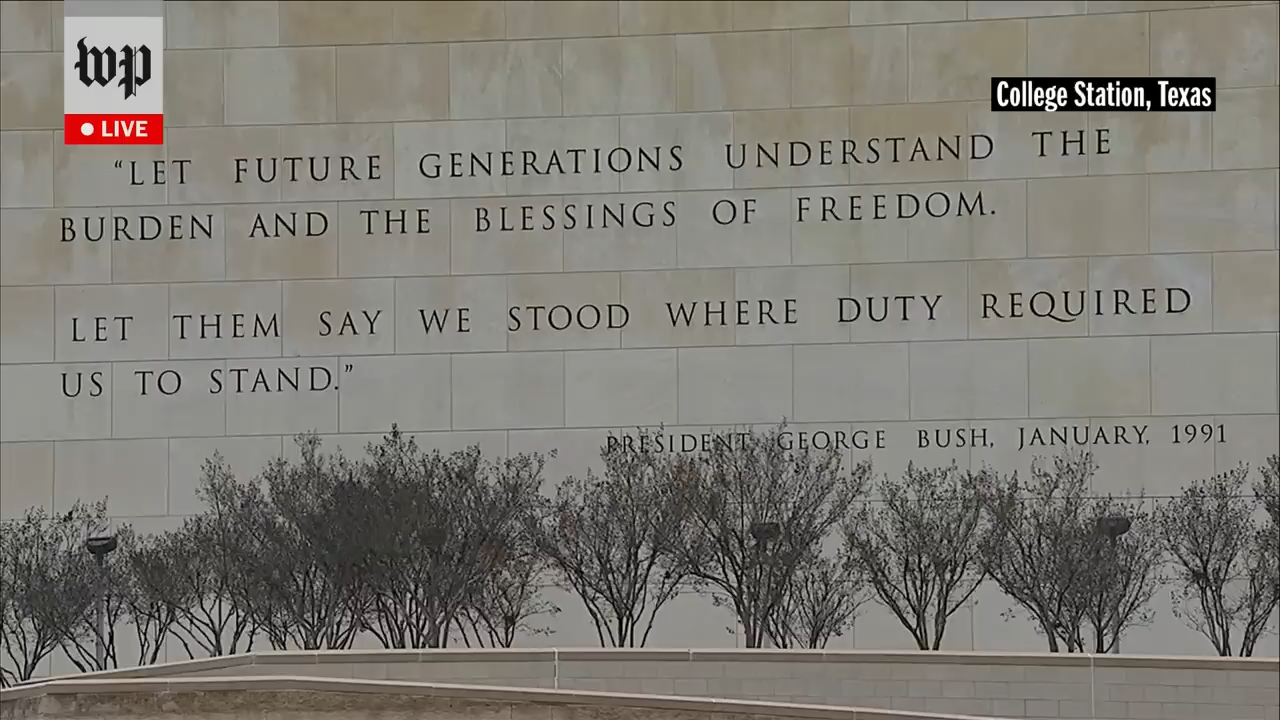 wp
LIVE
College Station, Texas
“LET FUTURE GENERATIONS UNDERSTAND THE
BURDEN AND THE BLESSINGS OF FREEDOM.
LET THEM SAY WE STOOD WHERE DUTY REQUIRED
US TO STAND.”
PRESIDENT GEORGE BUSH, JANUARY, 1991